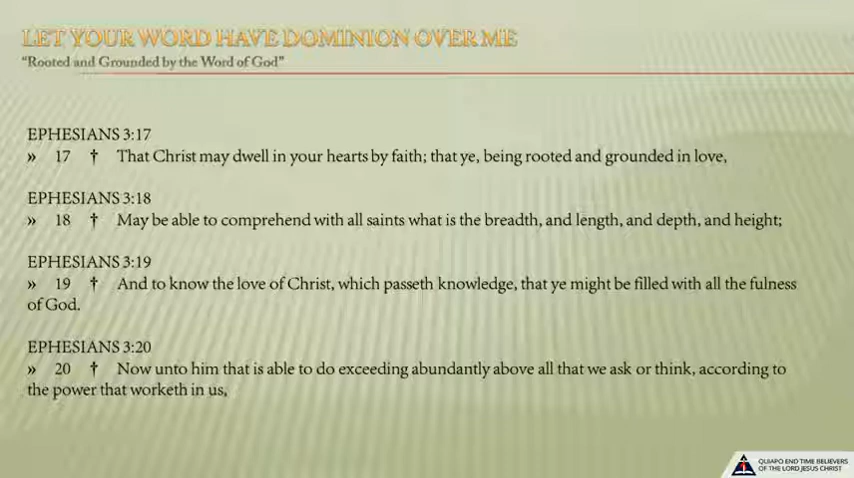 LET YOUR WORD HAVE DOMINION OVER ME
"Rooted and Grounded by the Word of God"
EPHESIANS 3:17
» 17 † That Christ may dwell in your hearts by faith; that ye, being rooted and grounded in love,
EPHESIANS 3:18
» 18 † May be able to comprehend with all saints what is the breadth, and length, and depth, and height;
EPHESIANS 3:19
» 19 † And to know the love of Christ, which passeth knowledge, that ye might be filled with all the fulness
of God.
EPHESIANS 3:20
» 20 † Now unto him that is able to do exceeding abundantly above all that we ask or think, according to
the power that worketh in us,
QUIAPO END TIME BELIEVERS
OF THE LORD JESUS CHRIST